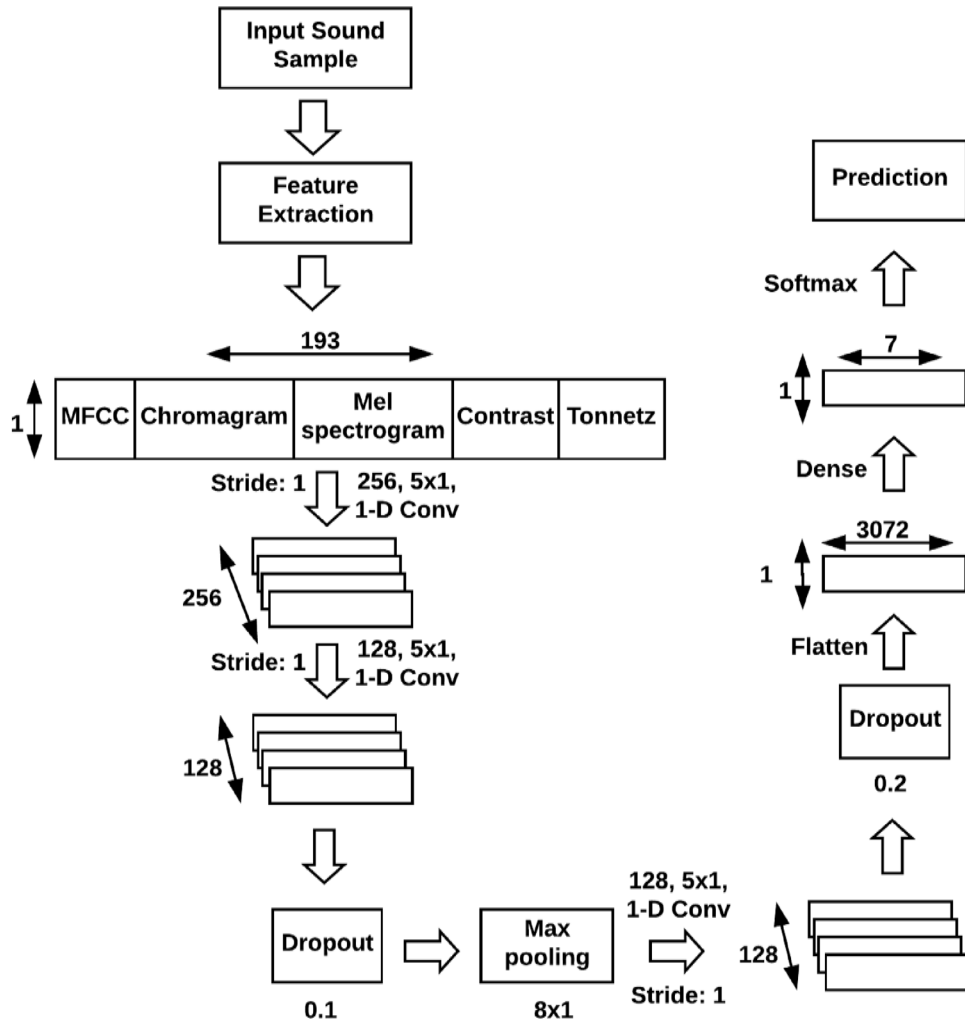 Input Sound
Sample
Feature
Extraction
193
1
MFCC
Chromagram
Mel
spectrogram
Contrast
Tonnetz
Stride: 1
256, 5x1,
1-D Conv
256
Stride: 1
128, 5x1,
1-D Conv
128
Dropout
0.1
Max
pooling
8x1
128, 5x1,
1-D Conv
Stride: 1
128
Dropout
0.2
Flatten
3072
1
Dense
7
1
Softmax
Prediction